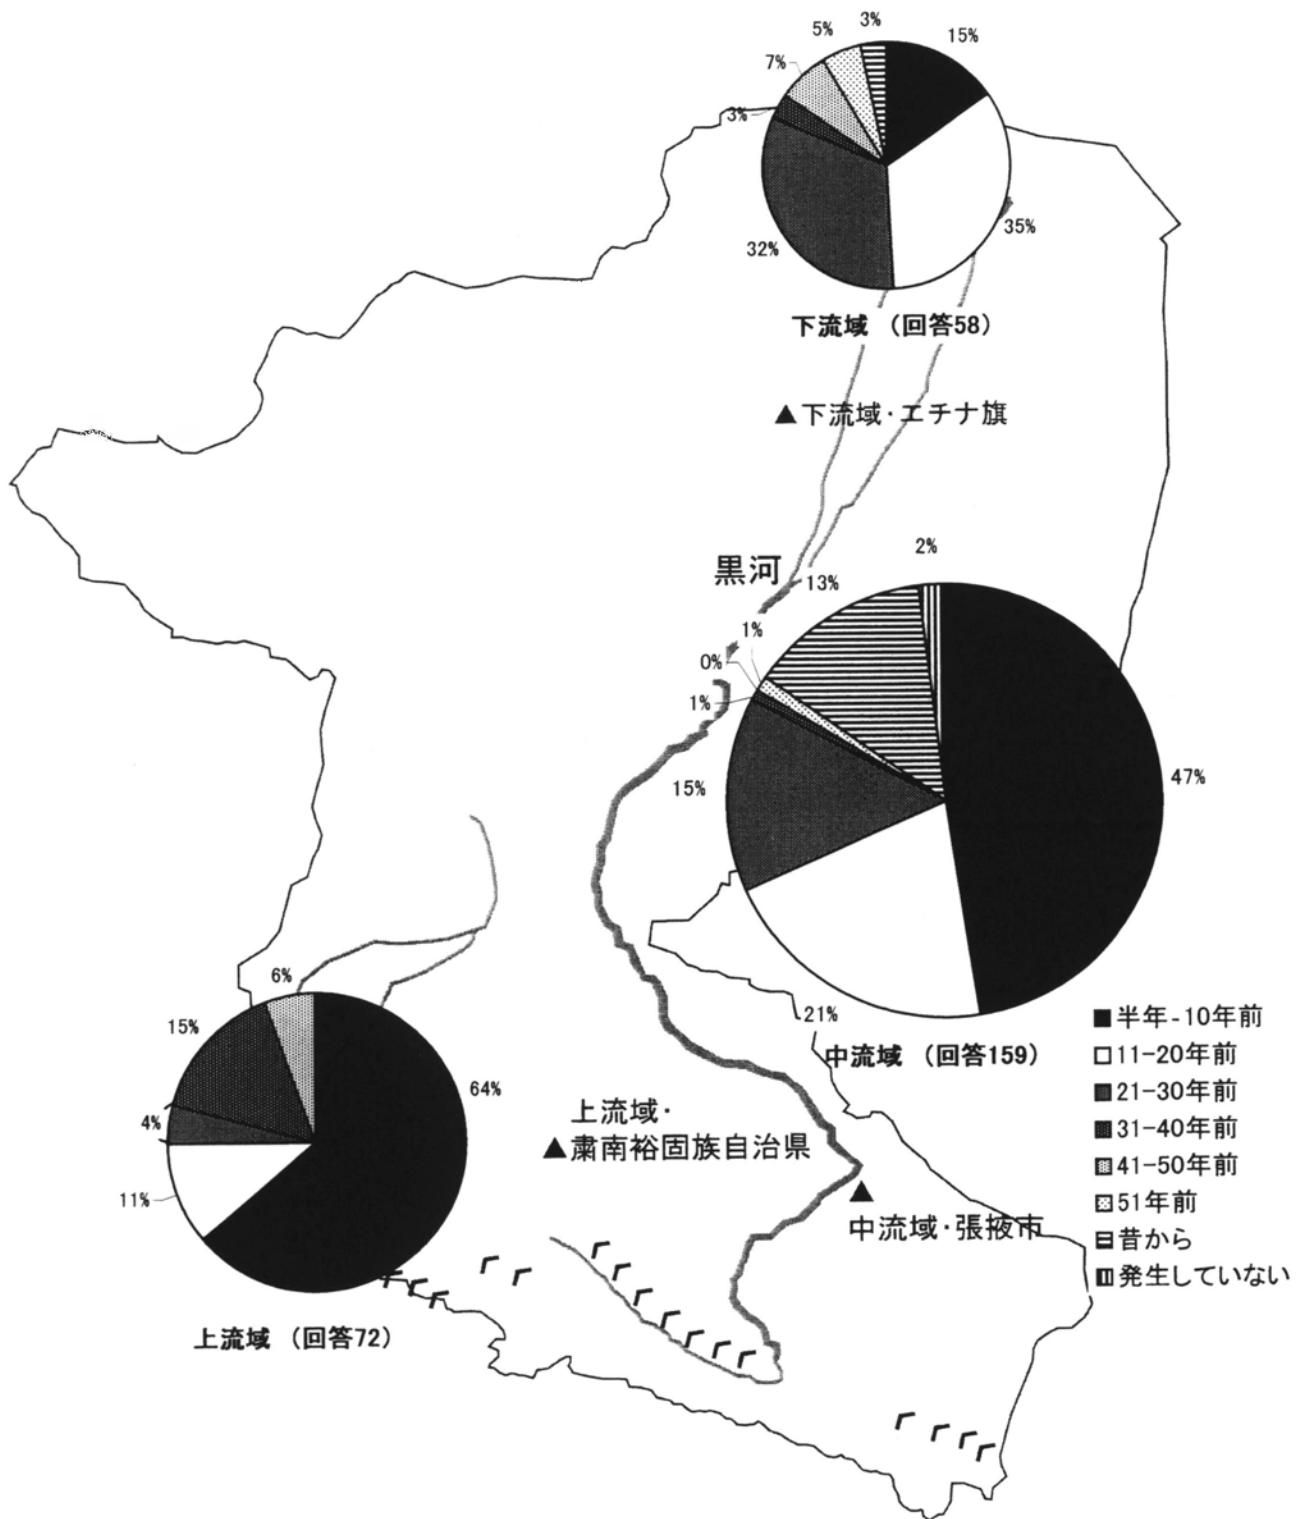 3%
5%
15%
7%
3%
35%
32%
下流域 （回答58）
▲下流域・エチナ旗
2%
黒河
13%
1%
0%
1%
15%
47%
6%
15%
64%
4%
11%
21%
中流域 （回答159）
上流域・
▲粛南裕固族自治県
中流域・張掖市
上流域 （回答72）
半年-10年前
11-20年前
21-30年前
31-40年前
41-50年前
51年前
昔から
発生していない